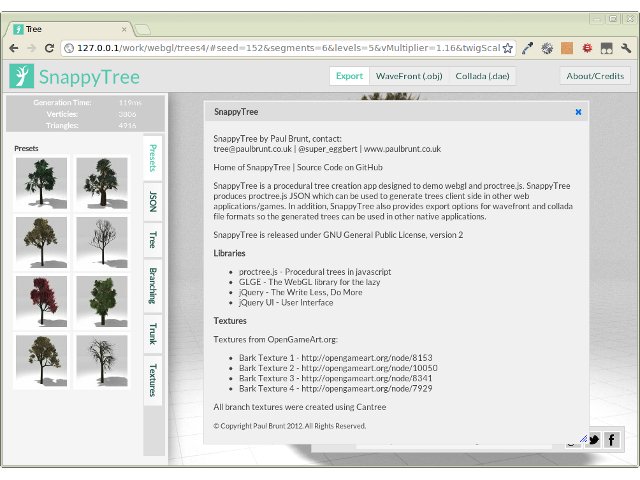 Tree
127.0.0.1/work/webgl/trees4/#seed=152&segments=6&levels=5&vMultiplier=1.16&twigScal
SnappyTree
Export
WaveFront (.obj)
Collada (.dae)
About/Credits
Generation Time: 119ms
Verticies: 3806
Triangles: 4916
Presets
Presets
JSON
Tree
Branching
Trunk
Textures
SnappyTree
SnappyTree by Paul Brunt, contact:
tree@paulbrunt.co.uk | @super_eggbert | www.paulbrunt.co.uk
Home of SnappyTree | Source Code on GitHub
SnappyTree is a procedural tree creation app designed to demo webgl and proctree.js. SnappyTree
produces proctree.js JSON which can be used to generate trees client side in other web
applications/games. In addition, SnappyTree also provides export options for wavefront and collada
file formats so the generated trees can be used in other native applications.
SnappyTree is released under GNU General Public License, version 2
Libraries
proctree.js - Procedural trees in javascript
GLGE - The WebGL library for the lazy
jQuery - The Write Less, Do More
jQuery UI - User Interface
Textures
Textures from OpenGameArt.org:
Bark Texture 1 - http://opengameart.org/node/8153
Bark Texture 2 - http://opengameart.org/node/10050
Bark Texture 3 - http://opengameart.org/node/8341
Bark Texture 4 - http://opengameart.org/node/7929
All branch textures were created using Cantree
© Copyright Paul Brunt 2012. All Rights Reserved.